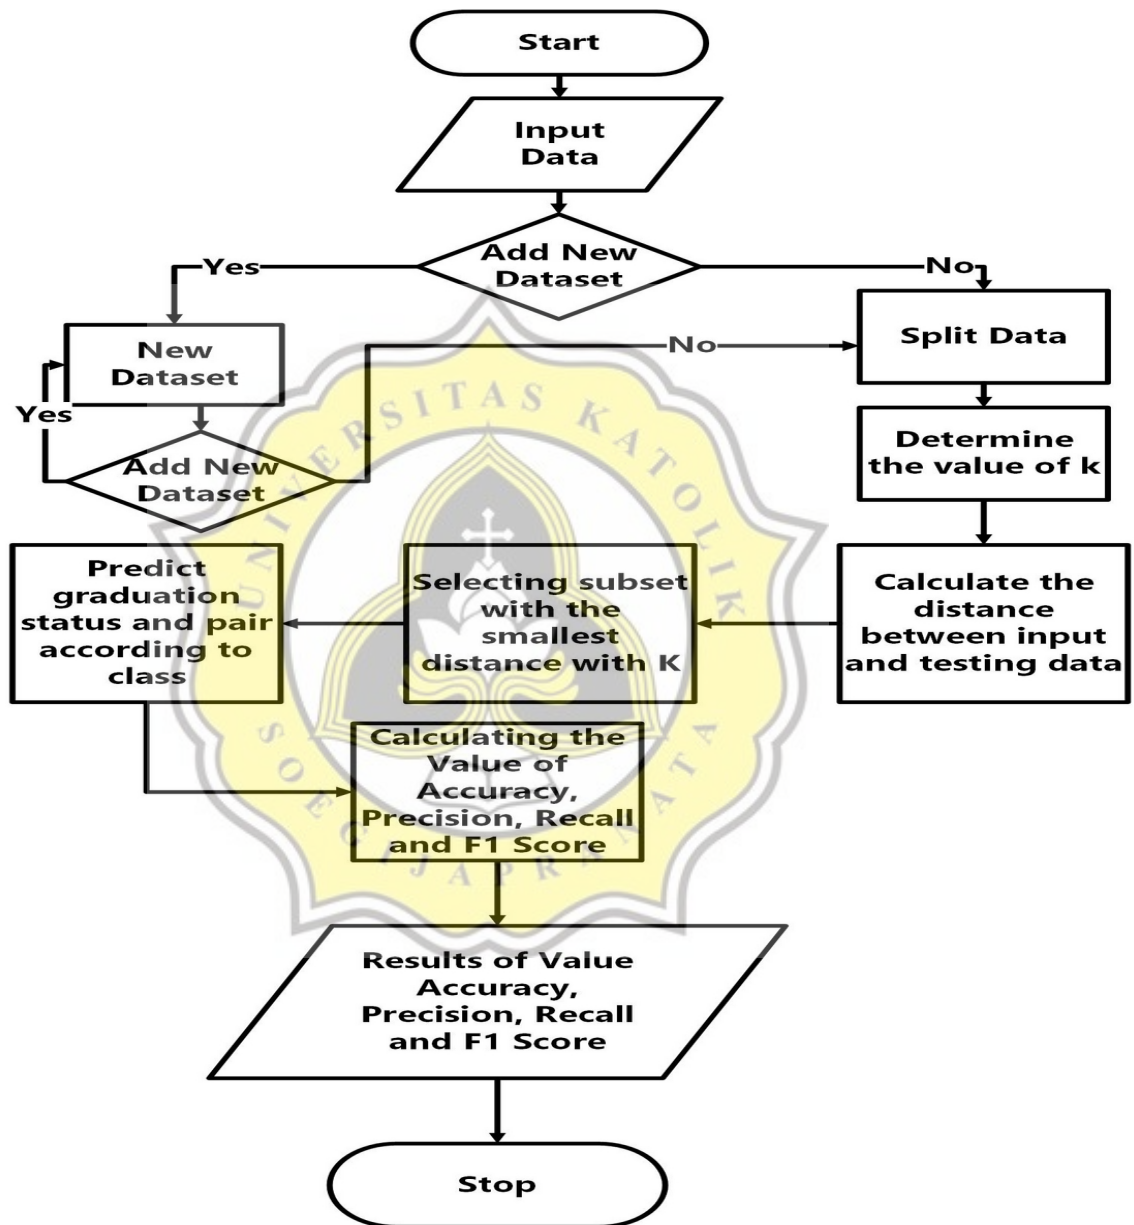 Start
Input
Data
Add New
Dataset
Yes
No
New
Dataset
Split Data
No
Yes
Determine
the value of k
Add New
Dataset
Predict
graduation
status and pair
according to
class
Selecting subset
with the
smallest
distance with K
Calculate the
distance
between input
and testing data
Calculating the
Value of
Accuracy,
Precision, Recall
and F1 Score
Results of Value
Accuracy,
Precision, Recall
and F1 Score
Stop
UNIVERSITAS KATOLIK
SOEGIJAPRANATA